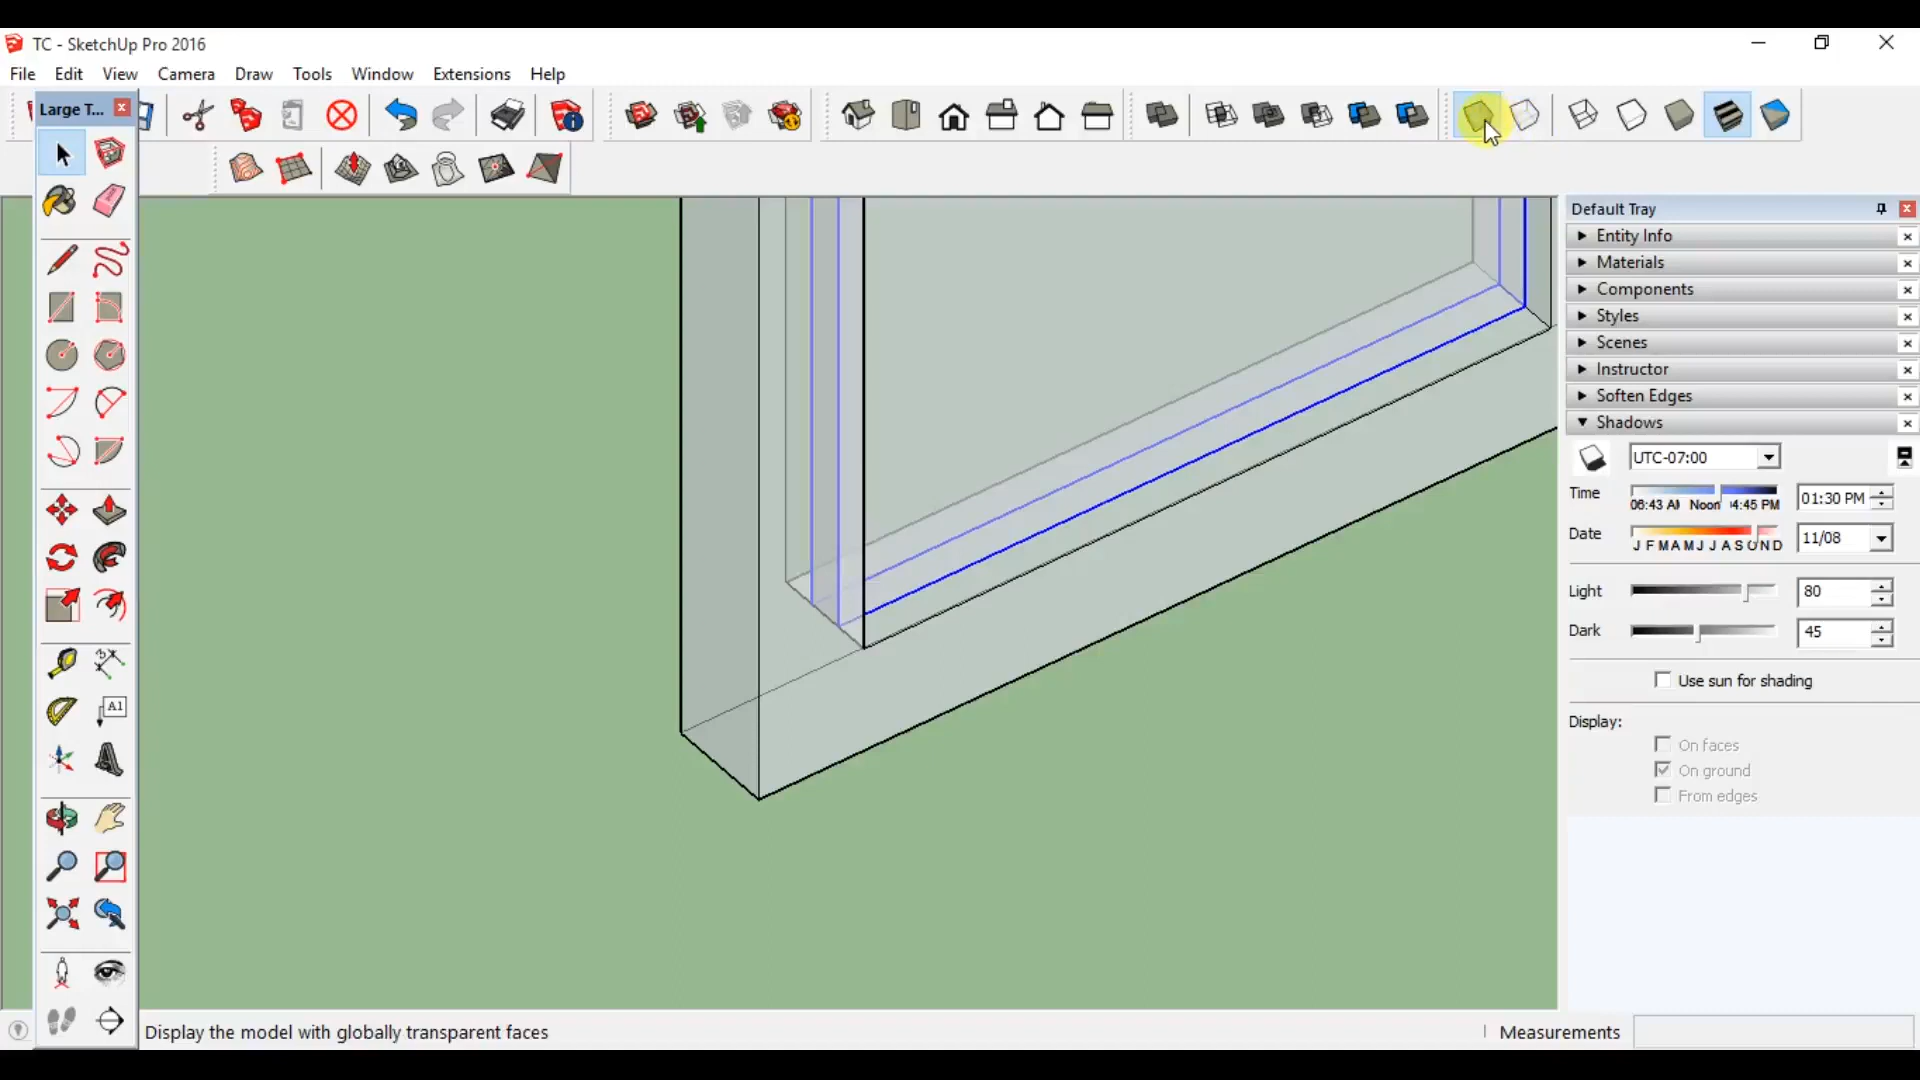 TC - SketchUp Pro 2016
File Edit View Camera Draw Tools Window Extensions Help
Large T...
A1
Default Tray
Entity Info
Materials
Components
Styles
Scenes
Instructor
Soften Edges
Shadows
UTC-07:00
Time 06:43 AM Noon 04:45 PM 01:30 PM
Date J F M A M J J A S O N D 11/08
Light 80
Dark 45
Use sun for shading
Display:
On faces
On ground
From edges
Display the model with globally transparent faces
Measurements